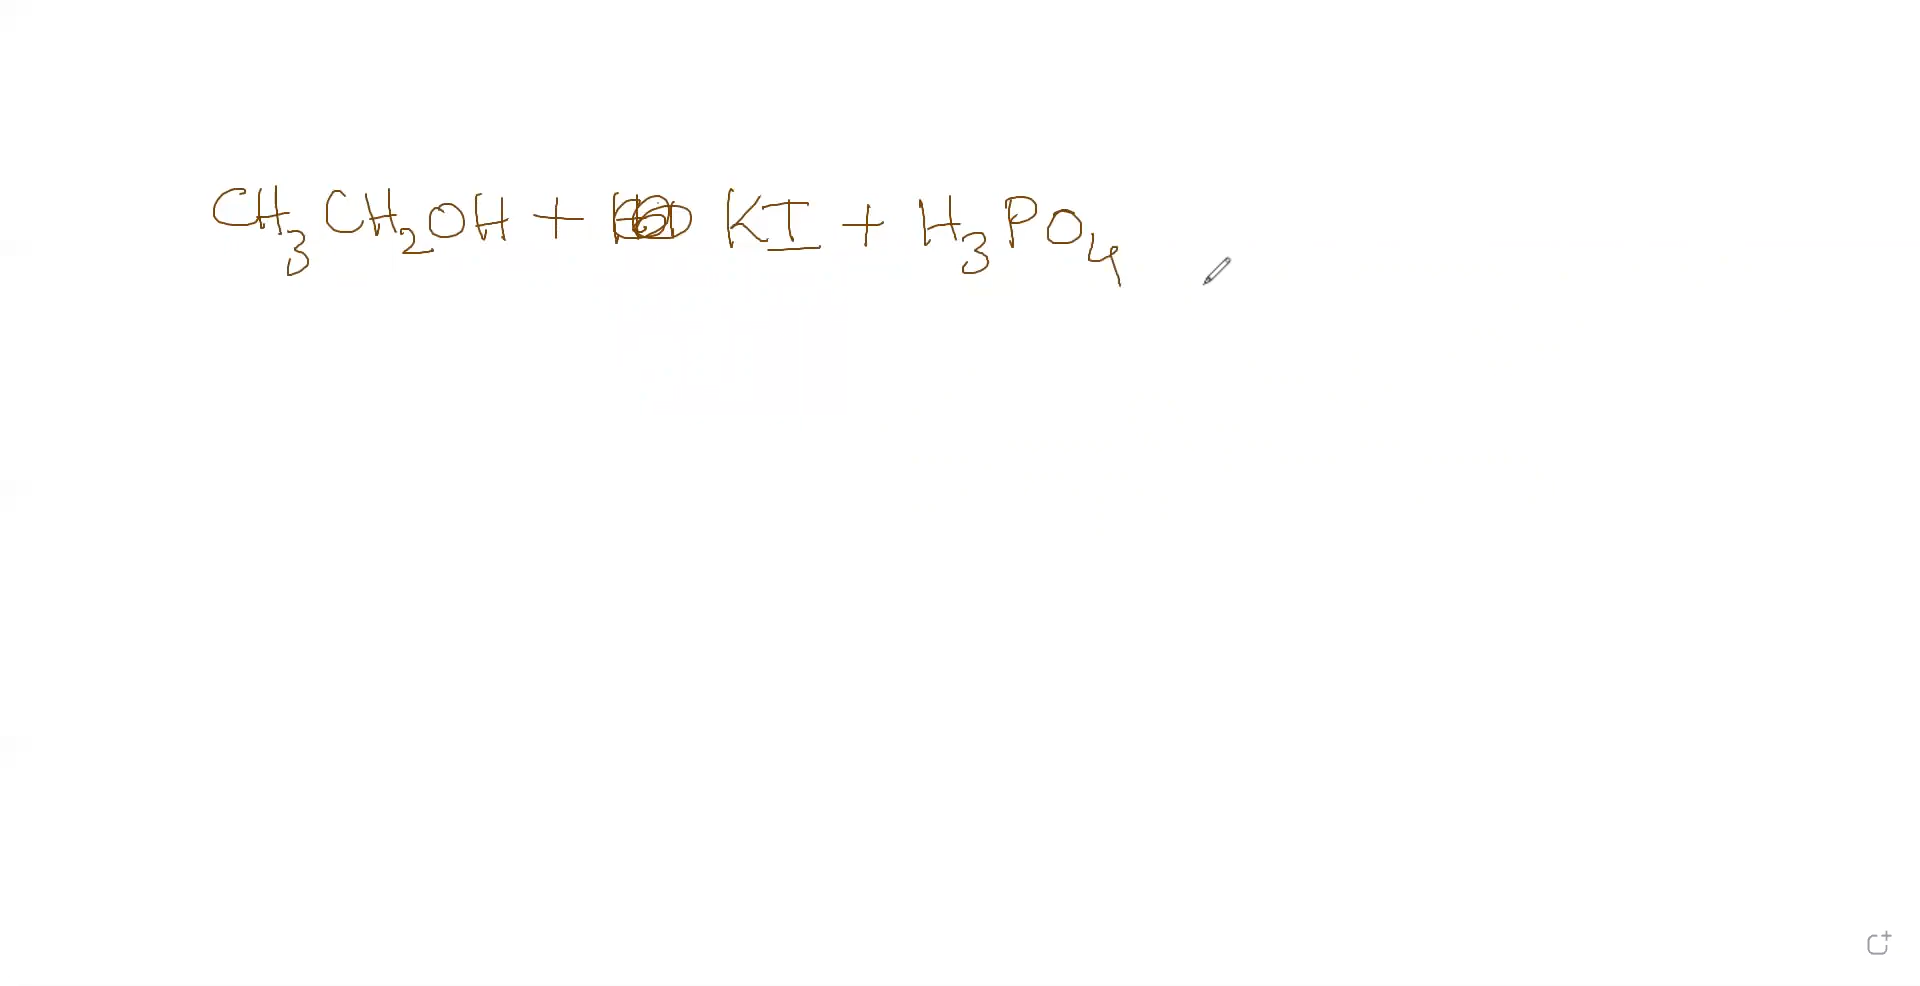 CH₃CH₂OH + KI + H₃PO₄